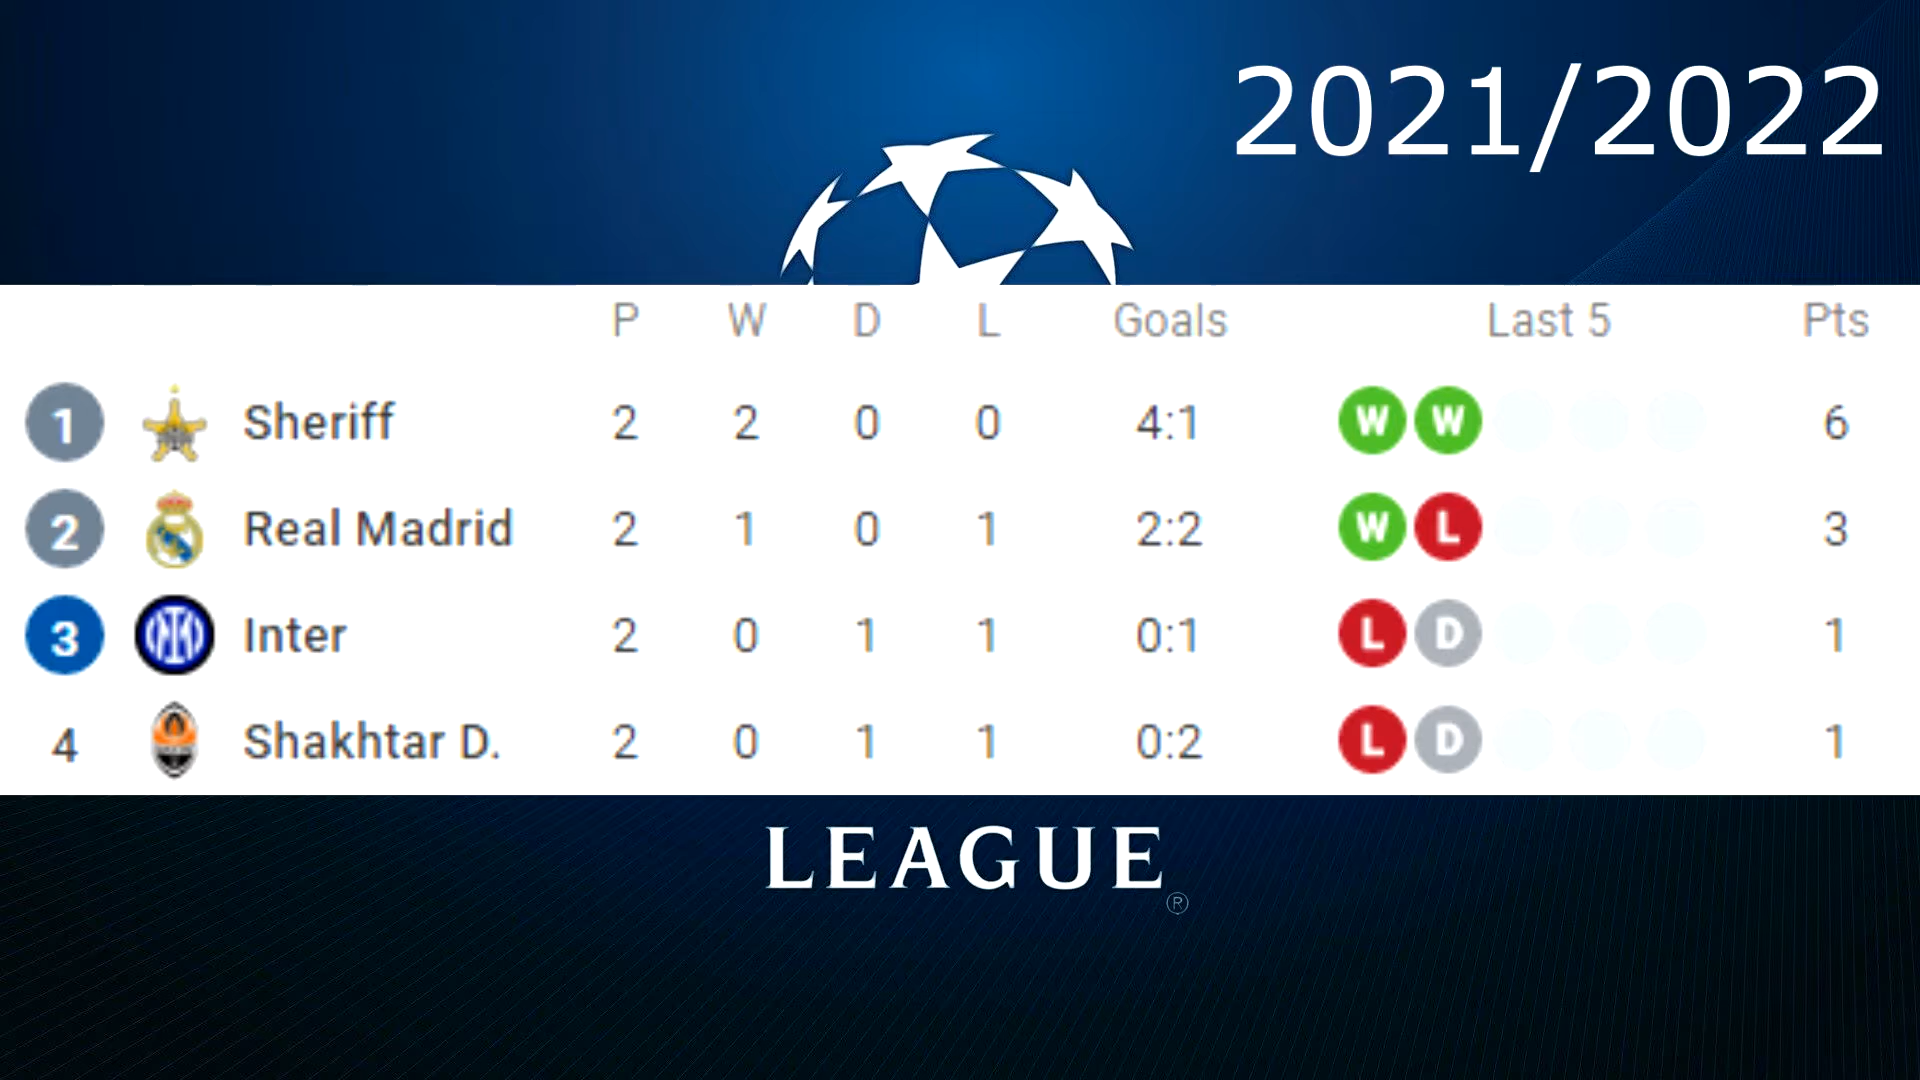 2021/2022
P W D L Goals Last 5 Pts
1 Sheriff 2 2 0 0 4:1 W W 6
2 Real Madrid 2 1 0 1 2:2 W L 3
3 Inter 2 0 1 1 0:1 L D 1
4 Shakhtar D. 2 0 1 1 0:2 L D 1
LEAGUE
®